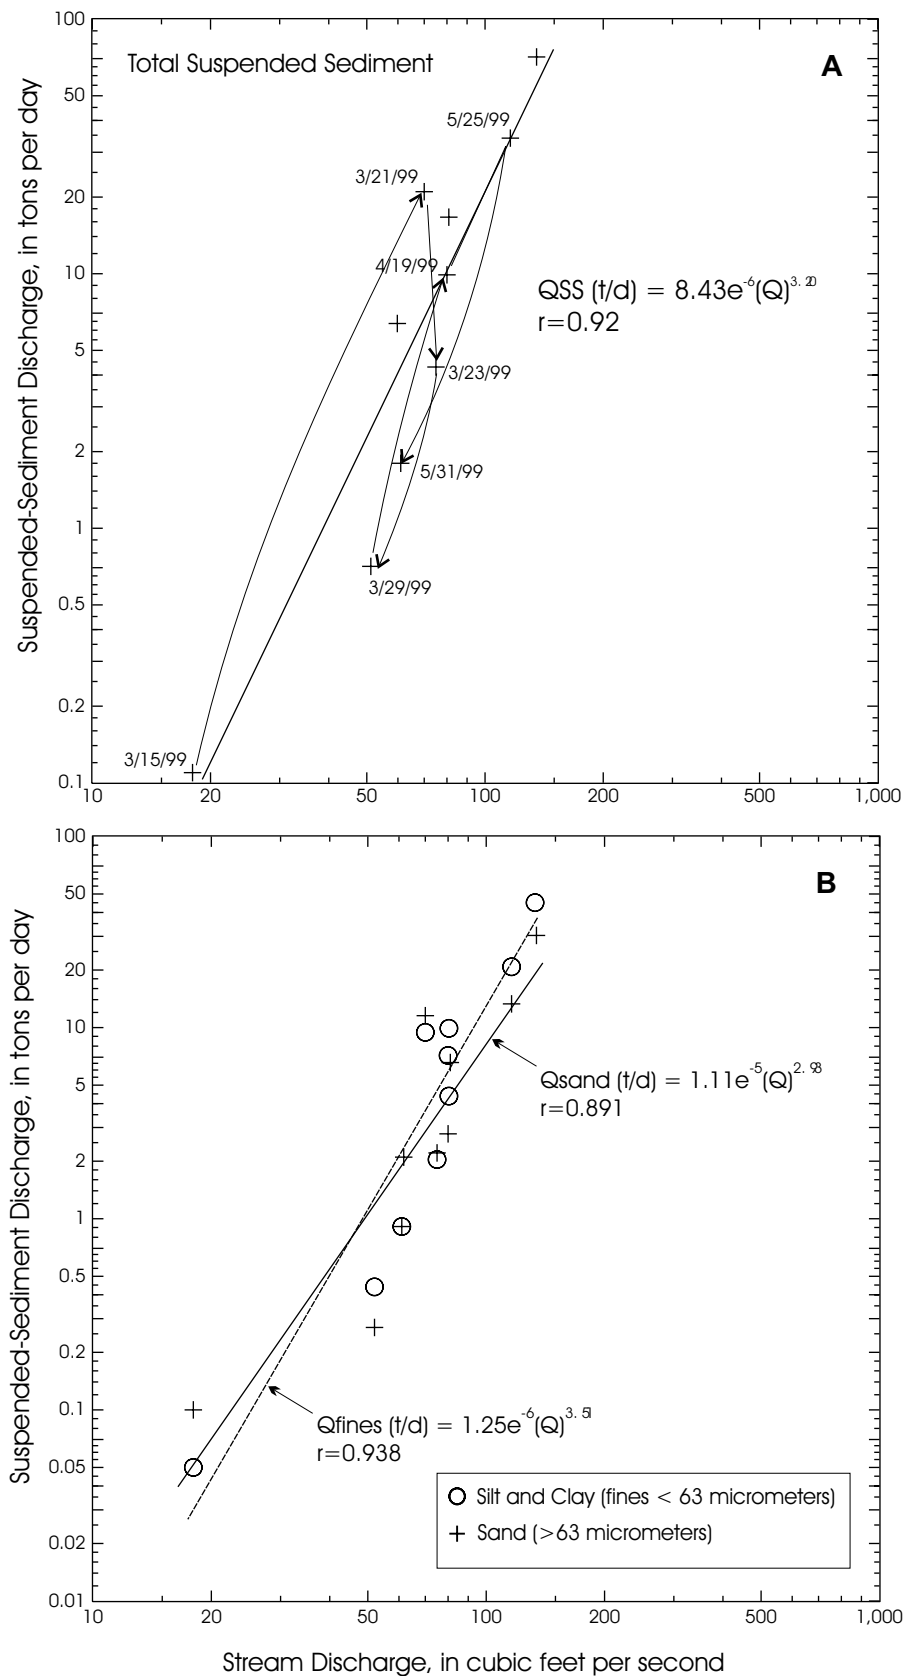 100
Total Suspended Sediment
A
50
5/25/99
3/21/99
20
4/19/99
10
QSS (t/d) = 8.43e-6(Q)3.20
r=0.92
5
3/23/99
2
5/31/99
1
3/29/99
0.5
0.2
3/15/99
0.1
10 20 50 100 200 500 1,000
Suspended-Sediment Discharge, in tons per day
100
B
50
20
10
Qsand (t/d) = 1.11e-5(Q)2.93
r=0.891
5
2
1
0.5
0.2
0.1
Qfines (t/d) = 1.25e-6(Q)3.51
r=0.938
0.05
Silt and Clay (fines < 63 micrometers)
Sand (>63 micrometers)
0.02
0.01
10 20 50 100 200 500 1,000
Suspended-Sediment Discharge, in tons per day
Stream Discharge, in cubic feet per second